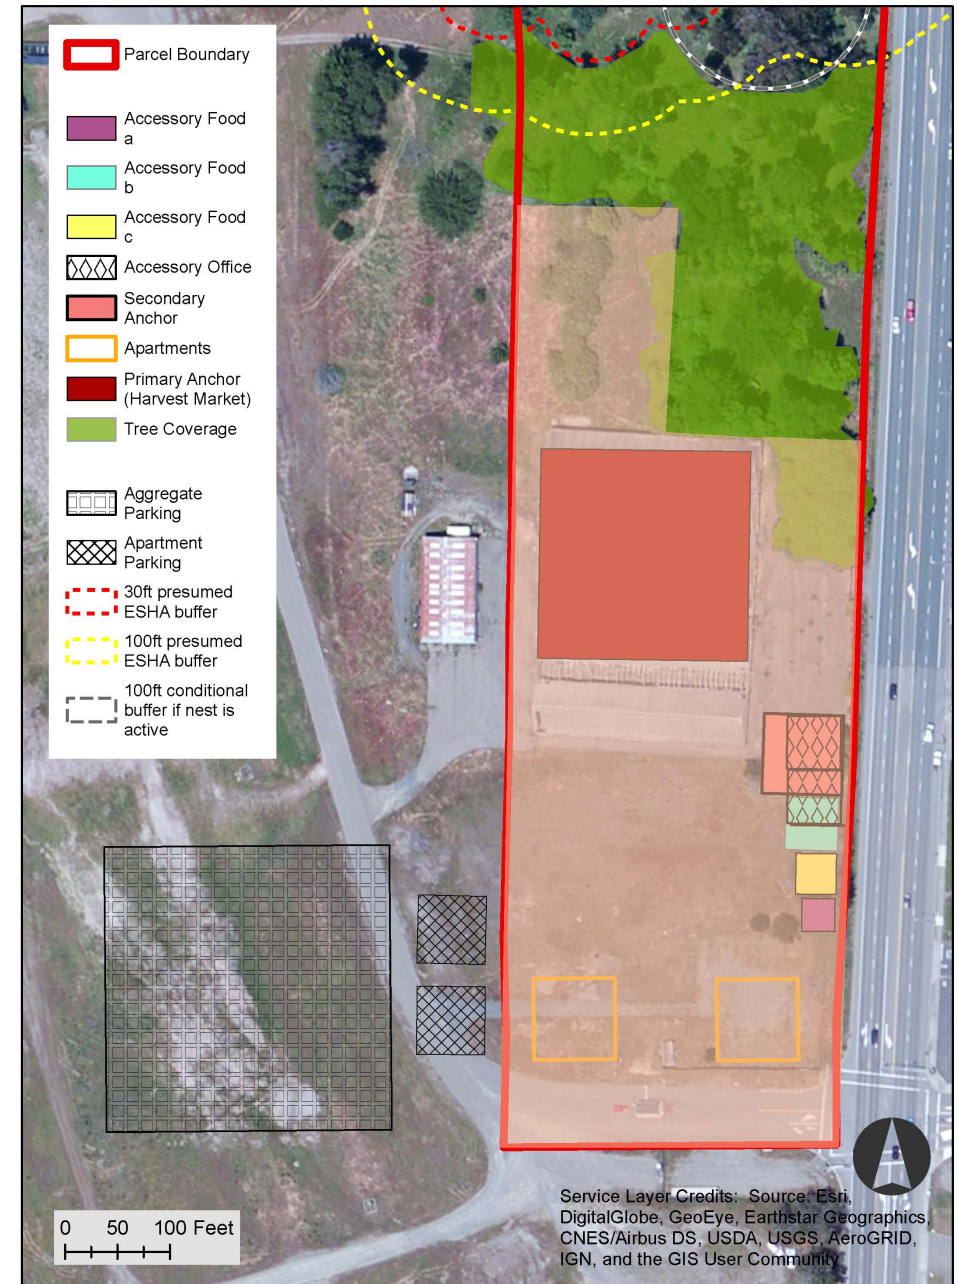 Parcel Boundary
Accessory Food
a
Accessory Food
b
Accessory Food
c
Accessory Office
Secondary
Anchor
Apartments
Primary Anchor
(Harvest Market)
Tree Coverage
Aggregate
Parking
Apartment
Parking
30ft presumed
ESHA buffer
100ft presumed
ESHA buffer
100ft conditional
buffer if nest is
active
0 50 100 Feet
Service Layer Credits: Source: Esri,
DigitalGlobe, GeoEye, Earthstar Geographics,
CNES/Airbus DS, USDA, USGS, AeroGRID,
IGN, and the GIS User Community